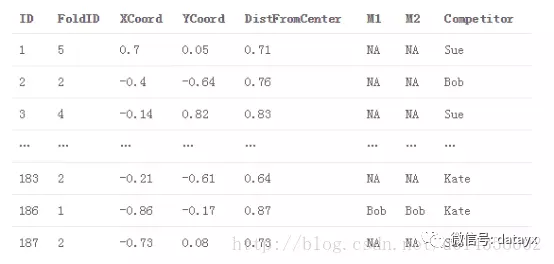 ID FoldID XCoord YCoord DistFromCenter M1 M2 Competitor
1 5 0.7 0.05 0.71 NA NA Sue
2 2 -0.4 -0.64 0.76 NA NA Bob
3 4 -0.14 0.82 0.83 NA NA Sue
… … … … … … … …
183 2 -0.21 -0.61 0.64 NA NA Kate
186 1 -0.86 -0.17 0.87 Bob Bob Kate
187 2 -0.73 0.08 0.73 NA NA
微信号: datayx
http://blog.csdn.net